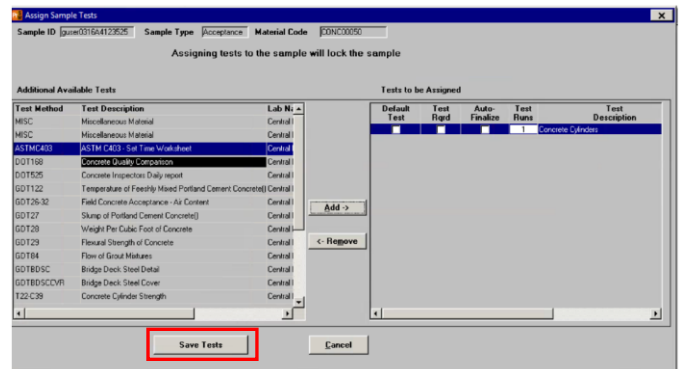 Assign Sample Tests
Sample ID guser0316A4123525 Sample Type Acceptance Material Code CONC00050
Assigning tests to the sample will lock the sample
Additional Available Tests Tests to be Assigned
Test Method Test Description Lab Na Default Test Test Rqrd Auto-Finalize Test Runs Test Description
MISC Miscellaneous Material Central 1 Concrete Cylinders
MISC Miscellaneous Material Central
ASTMC403 ASTM C403 - Set Time Worksheet Central
DOT168 Concrete Quality Comparison Central
DOT525 Concrete Inspectors Daily report Central
GDT122 Temperature of Feeshly Mixed Portland Cement Concrete() Central
GDT26-32 Field Concrete Acceptance - Air Content Central
GDT27 Slump of Portland Cement Concrete() Central
GDT28 Weight Per Cubic Foot of Concrete Central
GDT29 Flexural Strength of Concrete Central
GDT84 Flow of Grout Mixtures Central
GDTBDSC Bridge Deck Steel Detail Central
GDTBDSCCVR Bridge Deck Steel Cover Central
T22-C39 Concrete Cylinder Strength Central
Add ->
<- Remove
Save Tests Cancel